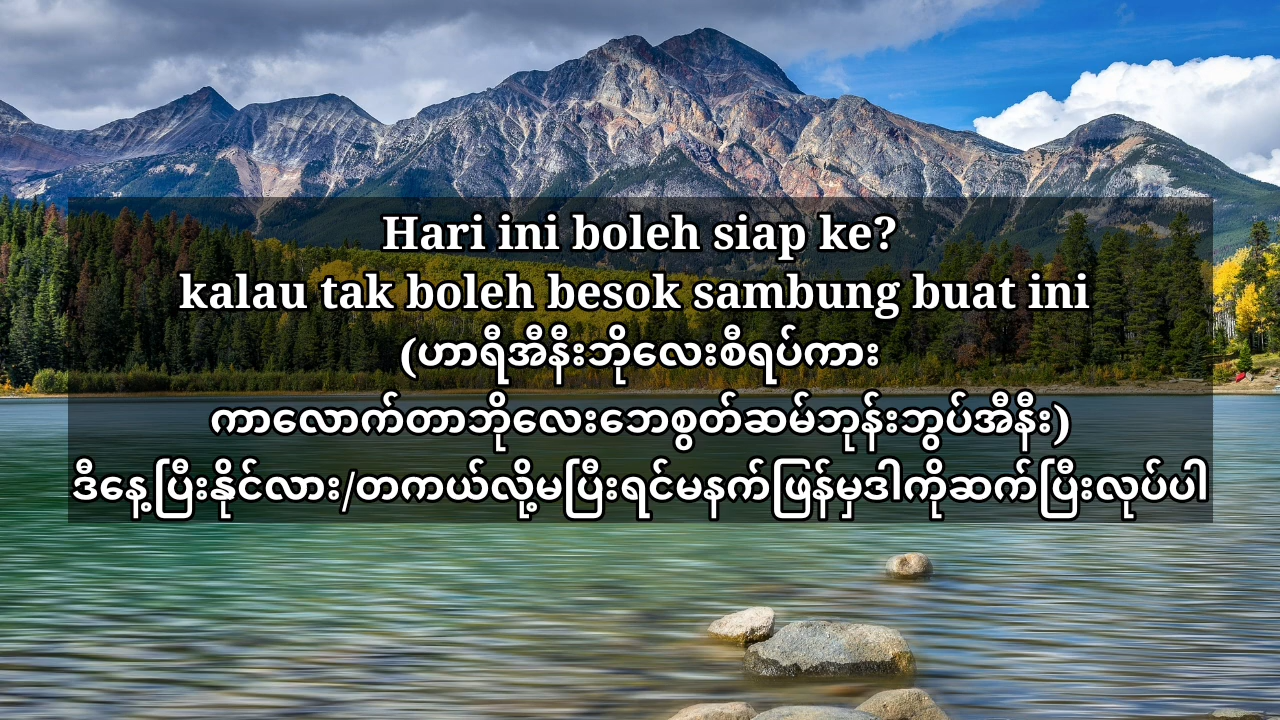 Hari ini boleh siap ke?
kalau tak boleh besok sambung buat ini
(ဟာရီအီနီးဘိုလေးစီရပ်ကား
ကာလောက်တာဘိုလေးဘေစွတ်ဆမ်ဘုန်းဘွပ်အီနီး)
ဒီနေ့ပြီးနိုင်လား/တကယ်လို့မပြီးရင်မနက်ဖြန်မှဒါကိုဆက်ပြီးလုပ်ပါ